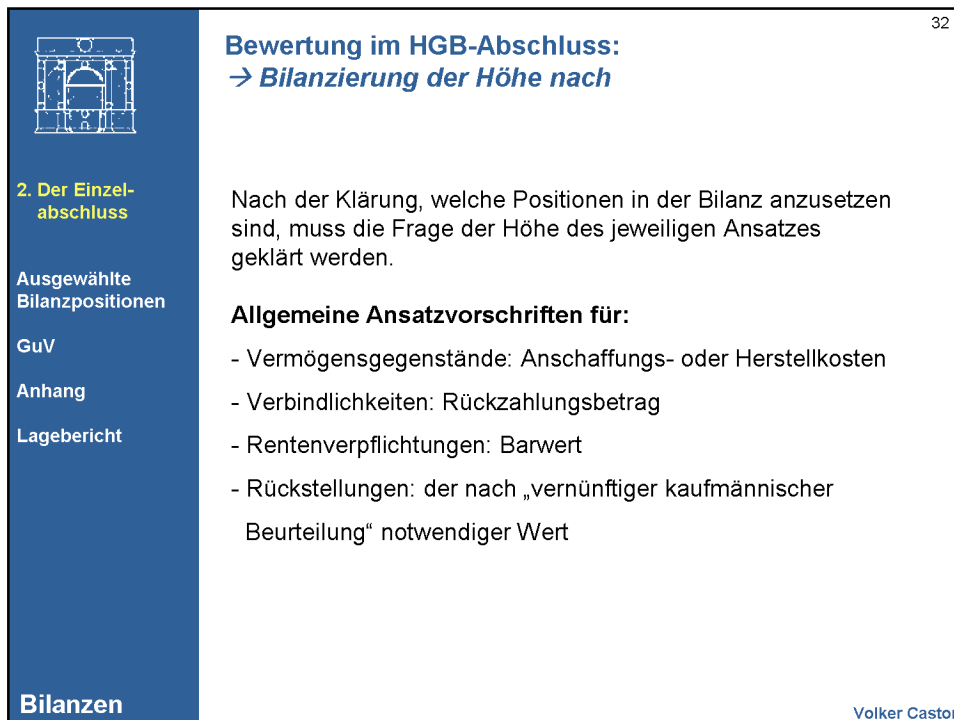 32
Bewertung im HGB-Abschluss:
→ Bilanzierung der Höhe nach
2. Der Einzel-
abschluss
Ausgewählte
Bilanzpositionen
GuV
Anhang
Lagebericht
Nach der Klärung, welche Positionen in der Bilanz anzusetzen
sind, muss die Frage der Höhe des jeweiligen Ansatzes
geklärt werden.
Allgemeine Ansatzvorschriften für:
- Vermögensgegenstände: Anschaffungs- oder Herstellkosten
- Verbindlichkeiten: Rückzahlungsbetrag
- Rentenverpflichtungen: Barwert
- Rückstellungen: der nach „vernünftiger kaufmännischer
Beurteilung“ notwendiger Wert
Bilanzen
Volker Castor